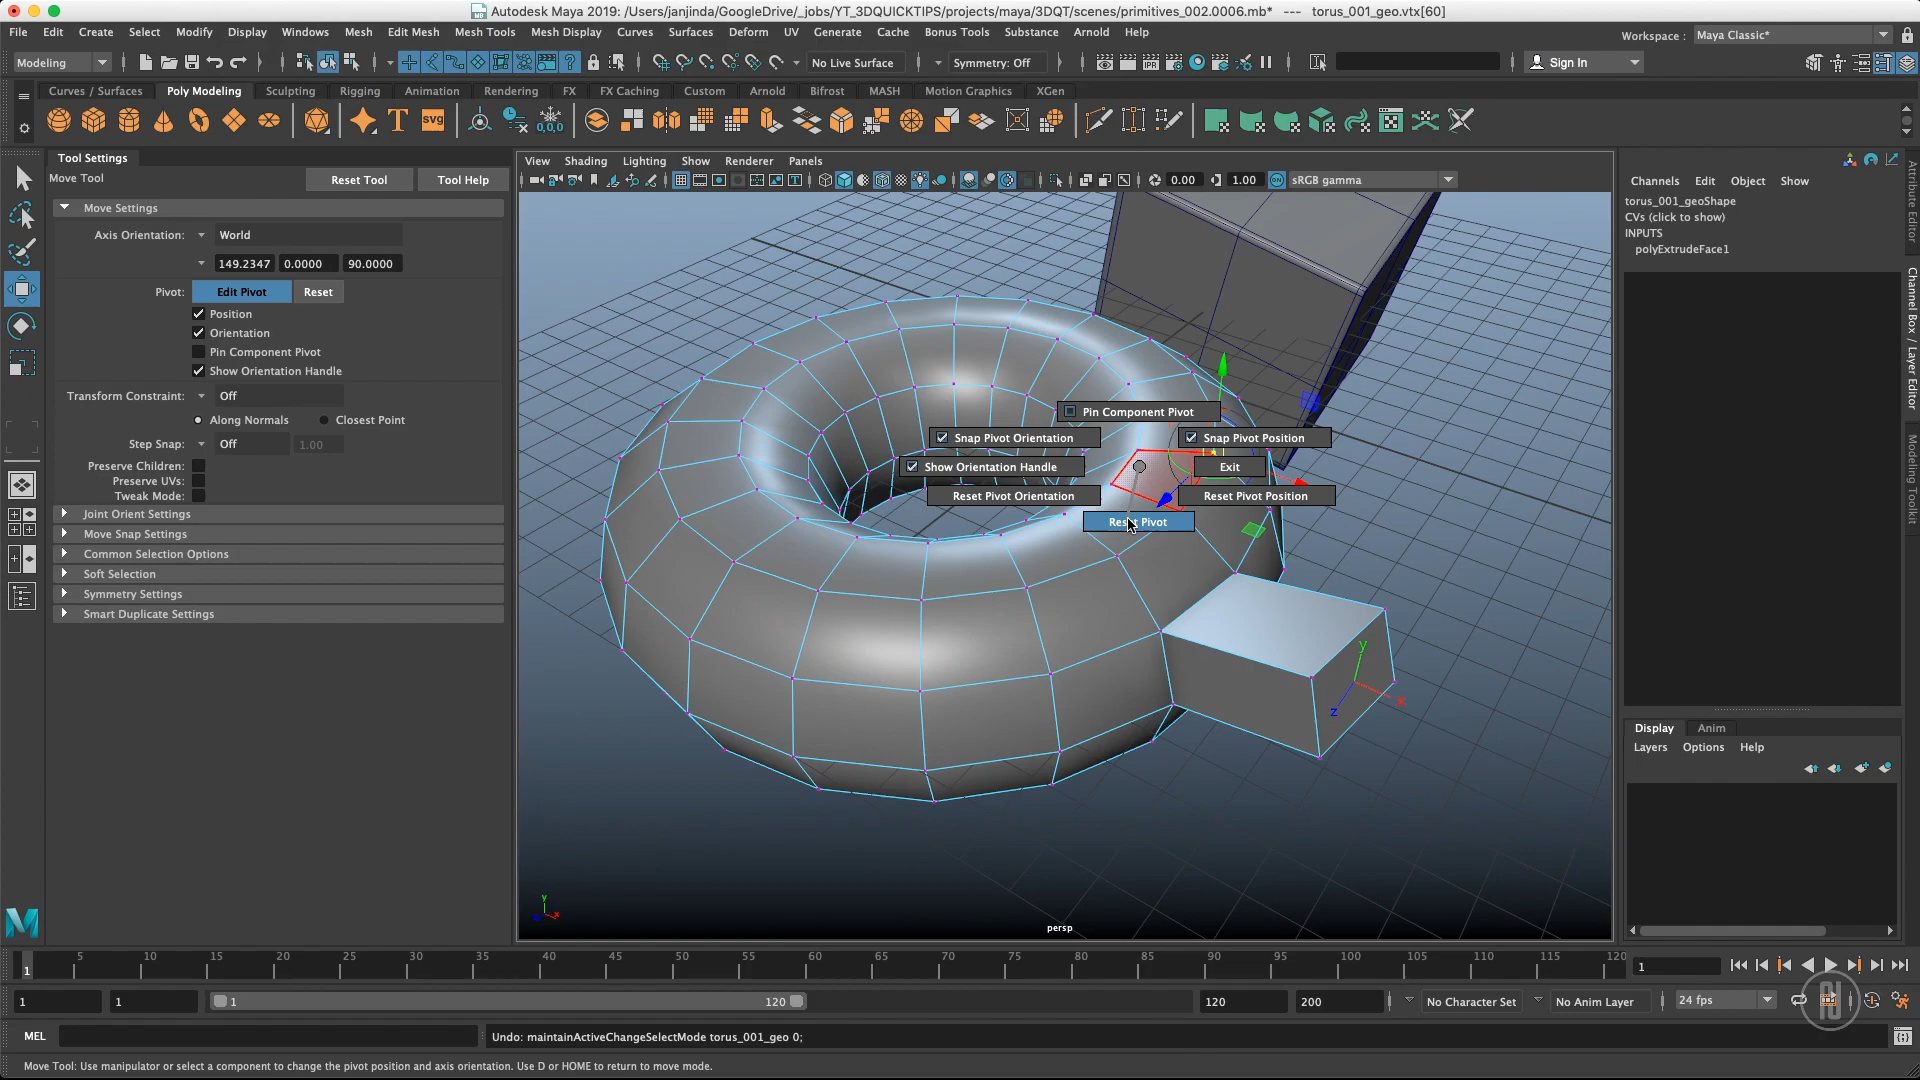 Autodesk Maya 2019: /Users/janjinda/GoogleDrive/_jobs/YT_3DQUICKTIPS/projects/maya/3DQT/scenes/primitives_002.0006.mb* --- torus_001_geo.vtx[60]
File Edit Create Select Modify Display Windows Mesh Edit Mesh Mesh Tools Mesh Display Curves Surfaces Deform UV Generate Cache Bonus Tools Substance Arnold Help Workspace : Maya Classic*
Modeling No Live Surface Symmetry: Off Sign In
Curves / Surfaces Poly Modeling Sculpting Rigging Animation Rendering FX FX Caching Custom Arnold Bifrost MASH Motion Graphics XGen
Tool Settings
Move Tool Reset Tool Tool Help
Move Settings
Axis Orientation: World
149.2347 0.0000 90.0000
Pivot: Edit Pivot Reset
Position
Orientation
Pin Component Pivot
Show Orientation Handle
Transform Constraint: Off
Along Normals Closest Point
Step Snap: Off 1.00
Preserve Children:
Preserve UVs:
Tweak Mode:
Joint Orient Settings
Move Snap Settings
Common Selection Options
Soft Selection
Symmetry Settings
Smart Duplicate Settings
View Shading Lighting Show Renderer Panels
0.00 1.00 sRGB gamma
Pin Component Pivot
Snap Pivot Orientation Snap Pivot Position
Show Orientation Handle Exit
Reset Pivot Orientation Reset Pivot Position
Reset Pivot
y
x
z
y
x
persp
Channels Edit Object Show
torus_001_geoShape
CVs (click to show)
INPUTS
polyExtrudeFace1
Attribute Editor
Channel Box / Layer Editor
Modeling Toolkit
Display Anim
Layers Options Help
5 10 15 20 25 30 35 40 45 50 55 60 65 70 75 80 85 90 95 100 105 110 115 120
1 1
1 1 1 120 120 200 No Character Set No Anim Layer 24 fps
MEL Undo: maintainActiveChangeSelectMode torus_001_geo 0;
Move Tool: Use manipulator or select a component to change the pivot position and axis orientation. Use D or HOME to return to move mode.